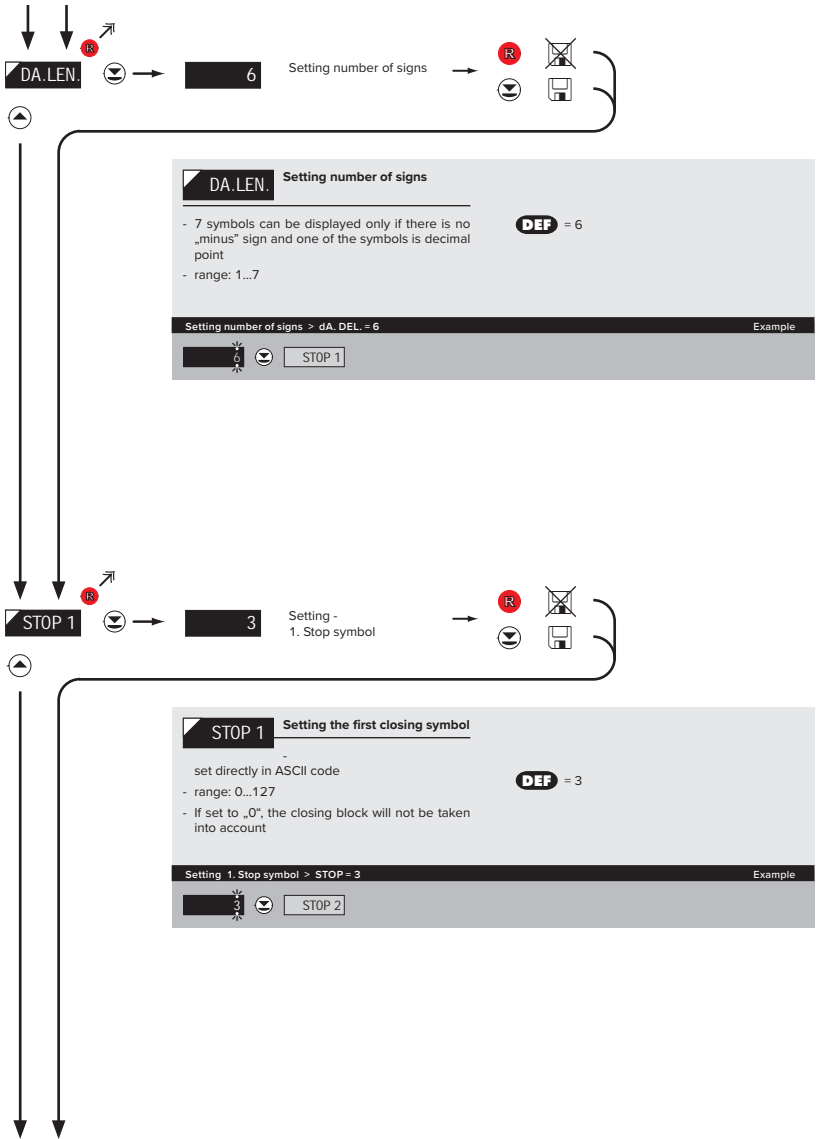 R
DA.LEN.
6
Setting number of signs
R
DA.LEN.
Setting number of signs
- 7 symbols can be displayed only if there is no
„minus" sign and one of the symbols is decimal
point
- range: 1...7
DEF = 6
Setting number of signs > dA. DEL. = 6
Example
6
STOP 1
R
STOP 1
3
Setting -
1. Stop symbol
R
STOP 1
Setting the first closing symbol
-
set directly in ASCII code
- range: 0...127
- If set to „0“, the closing block will not be taken
into account
DEF = 3
Setting 1. Stop symbol > STOP = 3
Example
3
STOP 2